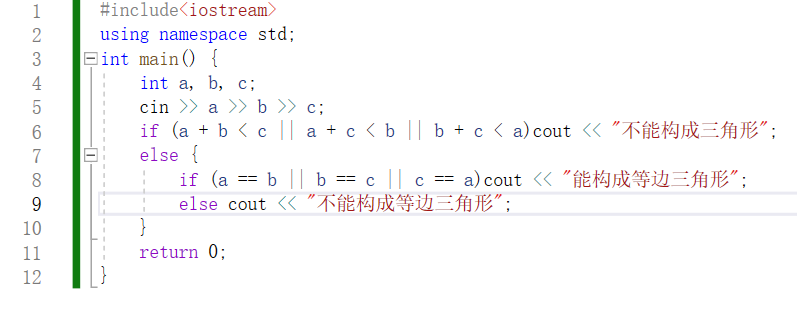 1 #include<iostream>
2 using namespace std;
3 int main() {
4 int a, b, c;
5 cin >> a >> b >> c;
6 if (a + b < c || a + c < b || b + c < a)cout << "不能构成三角形";
7 else {
8 if (a == b || b == c || c == a)cout << "能构成等边三角形";
9 else cout << "不能构成等边三角形";
10 }
11 return 0;
12 }